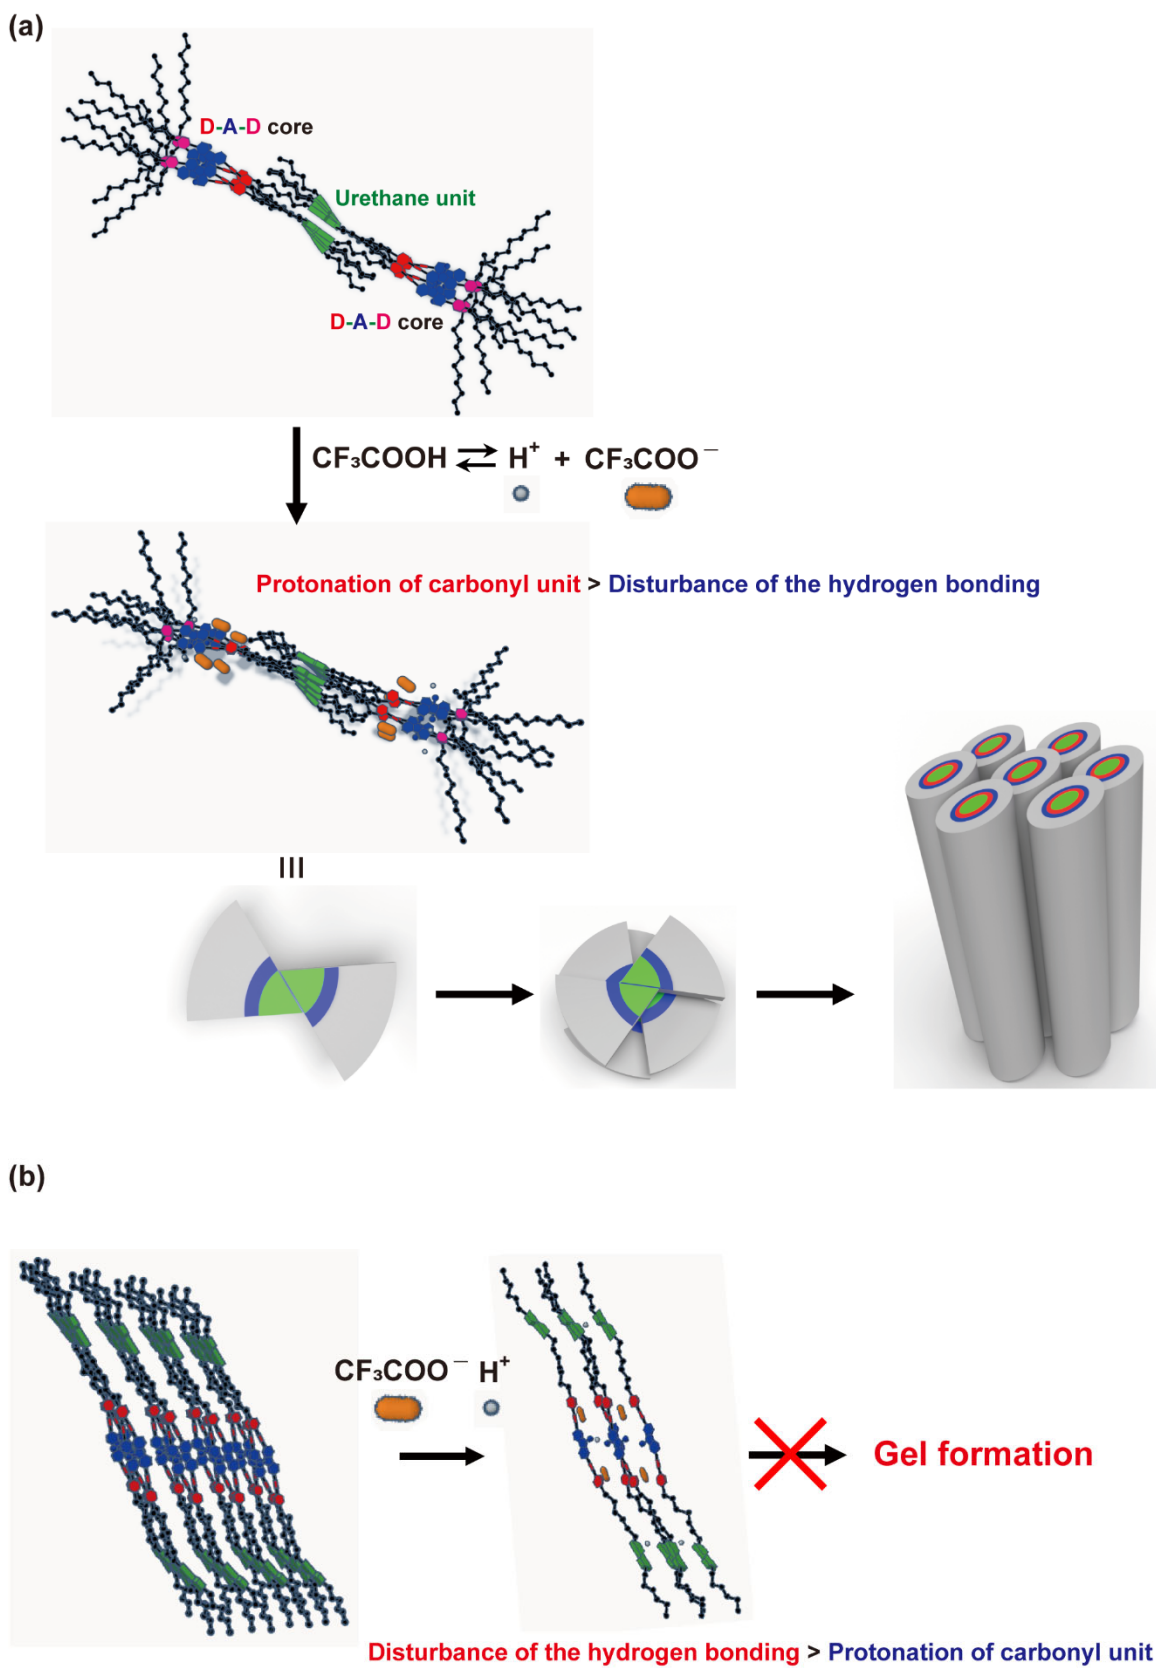 (a)
D-A-D core
Urethane unit
D-A-D core
CF₃COOH ⇌ H⁺ + CF₃COO⁻
Protonation of carbonyl unit > Disturbance of the hydrogen bonding
(b)
CF₃COO⁻ H⁺
Gel formation
Disturbance of the hydrogen bonding > Protonation of carbonyl unit